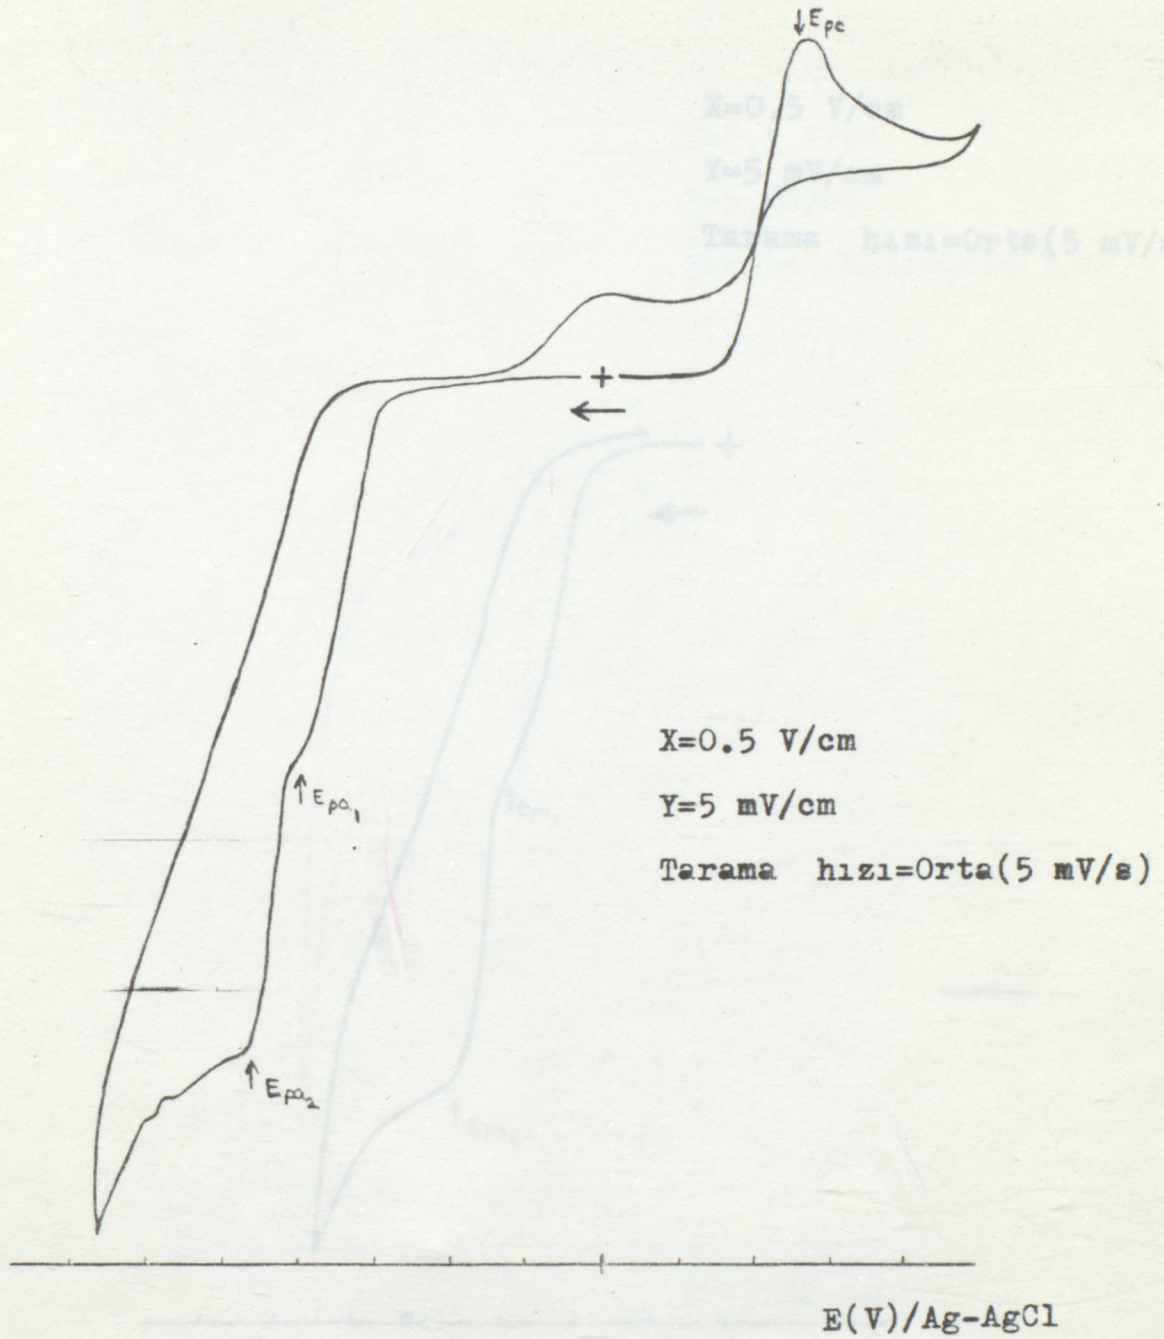 ↓Epc
+
←
↑Epa₁
X=0.5 V/cm
Y=5 mV/cm
Tarama hızı=Orta(5 mV/s)
↑Epa₂
E(V)/Ag-AgCl